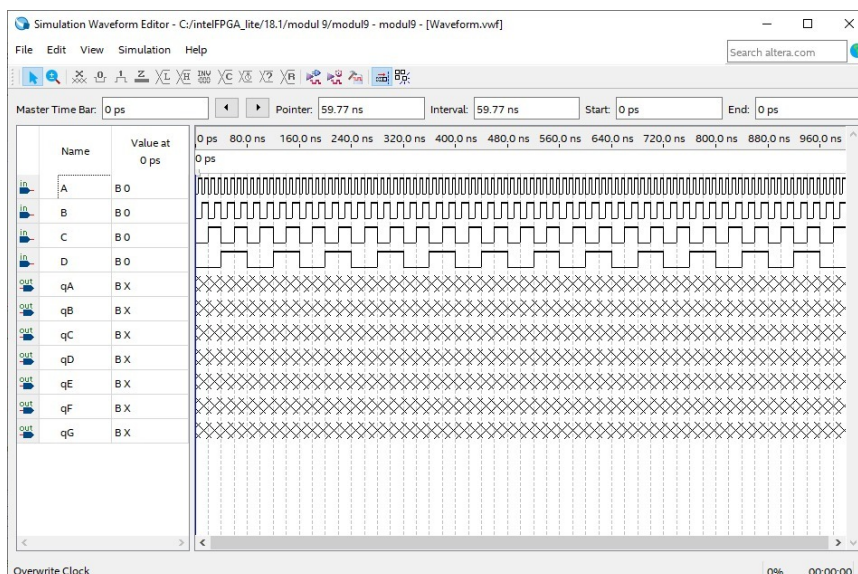 Simulation Waveform Editor - C:/intelFPGA_lite/18.1/modul 9/modul9 - modul9 - [Waveform.vwf]
File Edit View Simulation Help
Search altera.com
Master Time Bar: 0 ps Pointer: 59.77 ns Interval: 59.77 ns Start: 0 ps End: 0 ps
Name Value at 0 ps
0 ps 80.0 ns 160.0 ns 240.0 ns 320.0 ns 400.0 ns 480.0 ns 560.0 ns 640.0 ns 720.0 ns 800.0 ns 880.0 ns 960.0 ns
0 ps
in A B 0
in B B 0
in C B 0
in D B 0
out qA B X
out qB B X
out qC B X
out qD B X
out qE B X
out qF B X
out qG B X
Overwrite Clock 0% 00:00:00